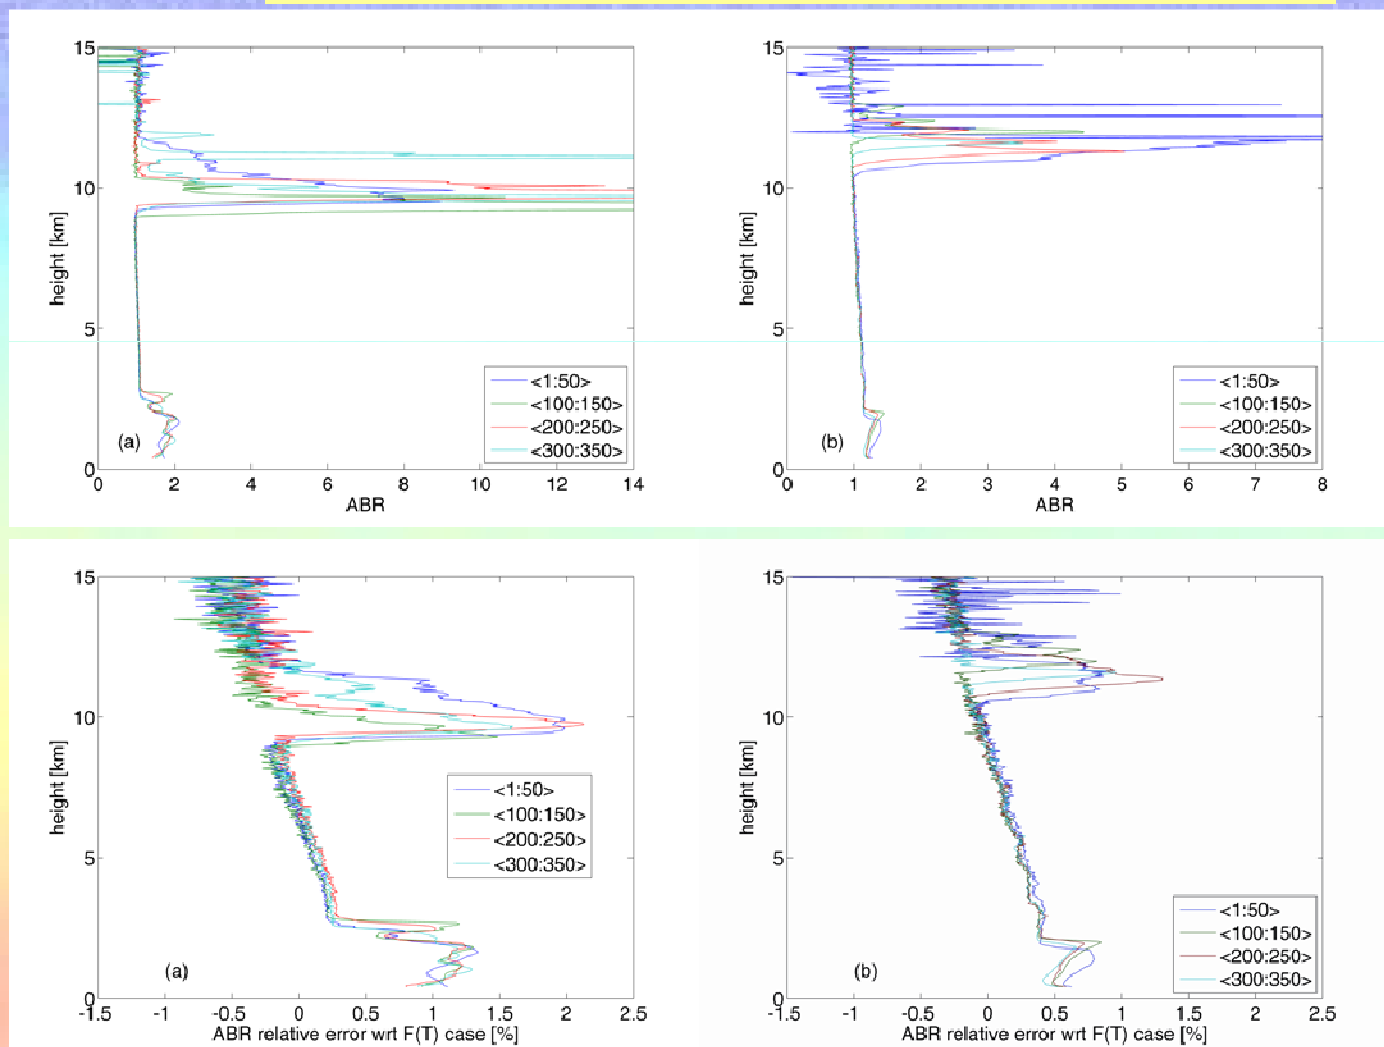 15
10
5
0
height [km]
<1:50>
<100:150>
<200:250>
<300:350>
(a)
0 2 4 6 8 10 12 14
ABR
15
10
5
0
height [km]
<1:50>
<100:150>
<200:250>
<300:350>
(b)
0 1 2 3 4 5 6 7 8
ABR
15
10
5
0
height [km]
<1:50>
<100:150>
<200:250>
<300:350>
(a)
-1.5 -1 -0.5 0 0.5 1 1.5 2 2.5
ABR relative error wrt F(T) case [%]
15
10
5
0
height [km]
<1:50>
<100:150>
<200:250>
<300:350>
(b)
-1.5 -1 -0.5 0 0.5 1 1.5 2 2.5
ABR relative error wrt F(T) case [%]